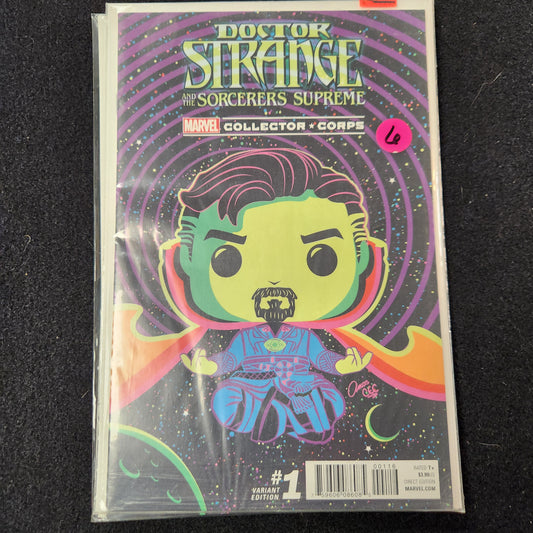 DOCTOR
STRANGE
AND THE SORCERERS SUPREME
MARVEL COLLECTOR ★ CORPS
6
#1
VARIANT
EDITION
00116
RATED T+
$3.99 US
DIRECT EDITION
MARVEL.COM